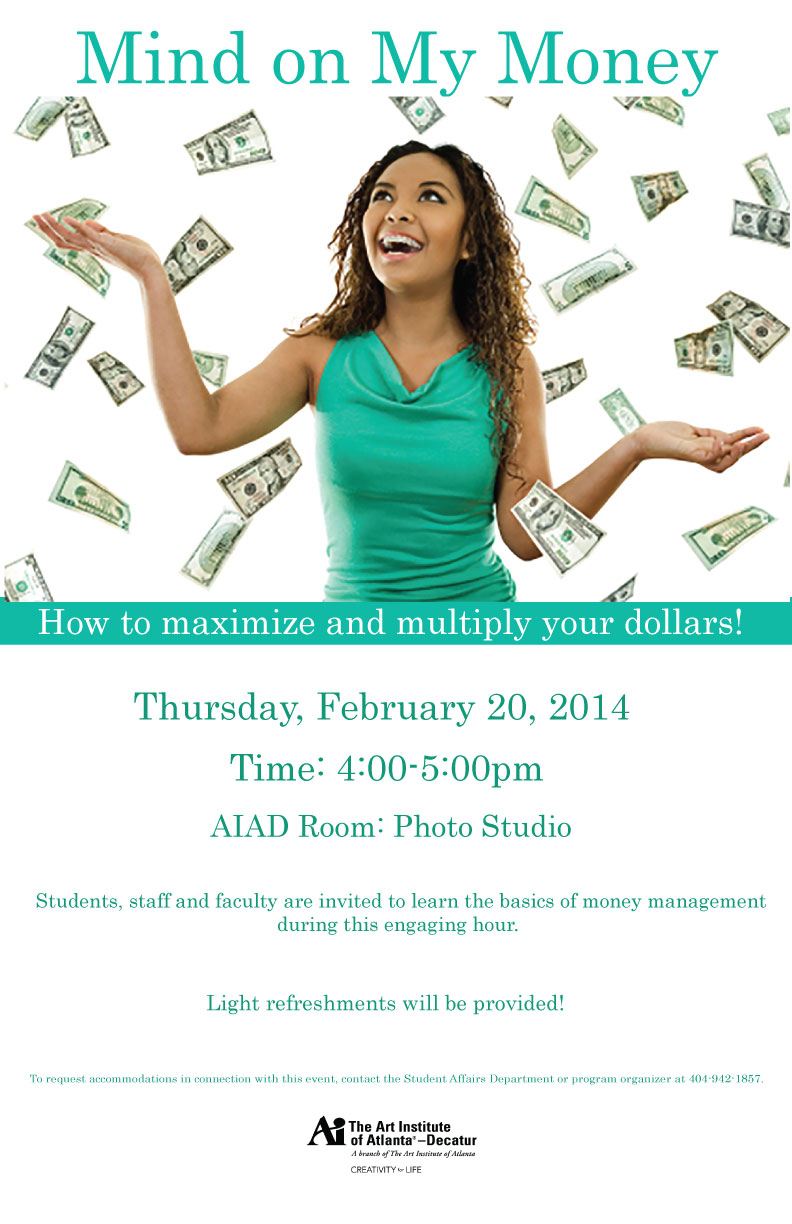 Mind on My Money
How to maximize and multiply your dollars!
Thursday, February 20, 2014
Time: 4:00-5:00pm
AIAD Room: Photo Studio
Students, staff and faculty are invited to learn the basics of money management
during this engaging hour.
Light refreshments will be provided!
To request accommodations in connection with this event, contact the Student Affairs Department or program organizer at 404-942-1857.
Ai The Art Institute
of Atlanta®–Decatur
A branch of The Art Institute of Atlanta
CREATIVITY for LIFE